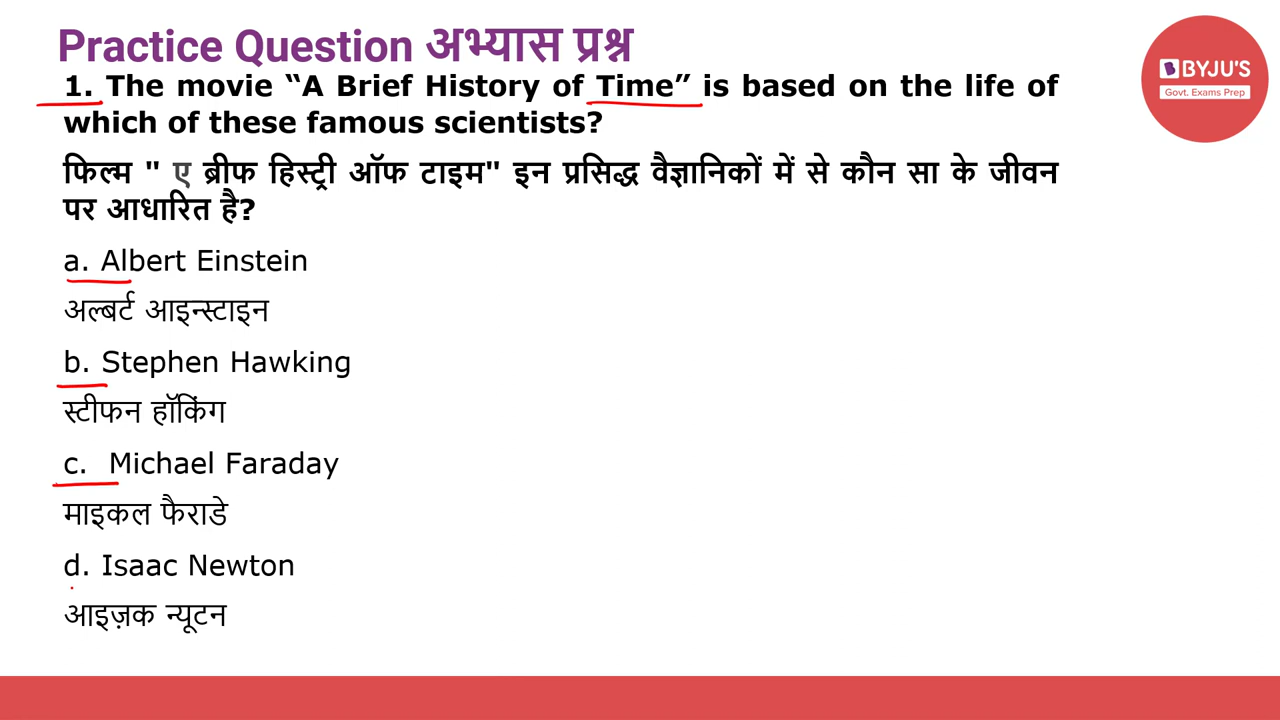 Practice Question अभ्यास प्रश्न
BYJU'S
Govt. Exams Prep
1. The movie “A Brief History of Time” is based on the life of
which of these famous scientists?
फिल्म " ए ब्रीफ हिस्ट्री ऑफ टाइम" इन प्रसिद्ध वैज्ञानिकों में से कौन सा के जीवन
पर आधारित है?
a. Albert Einstein
अल्बर्ट आइन्स्टाइन
b. Stephen Hawking
स्टीफन हॉकिंग
c. Michael Faraday
माइकल फैराडे
d. Isaac Newton
आइज़क न्यूटन